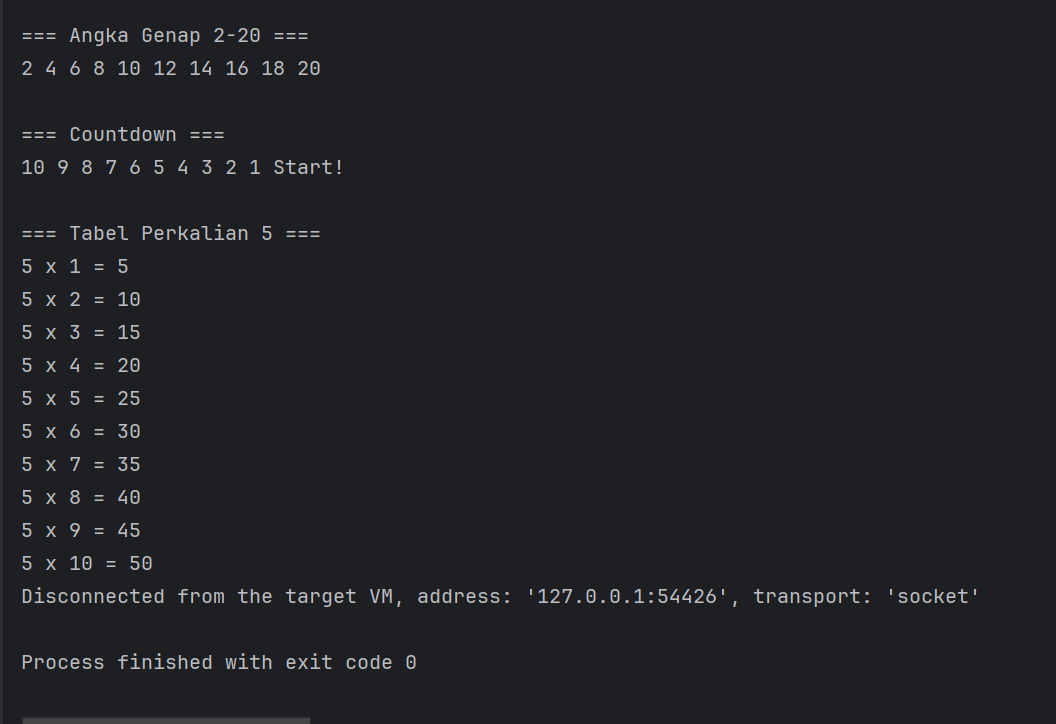 === Angka Genap 2-20 ===
2 4 6 8 10 12 14 16 18 20
=== Countdown ===
10 9 8 7 6 5 4 3 2 1 Start!
=== Tabel Perkalian 5 ===
5 x 1 = 5
5 x 2 = 10
5 x 3 = 15
5 x 4 = 20
5 x 5 = 25
5 x 6 = 30
5 x 7 = 35
5 x 8 = 40
5 x 9 = 45
5 x 10 = 50
Disconnected from the target VM, address: '127.0.0.1:54426', transport: 'socket'
Process finished with exit code 0